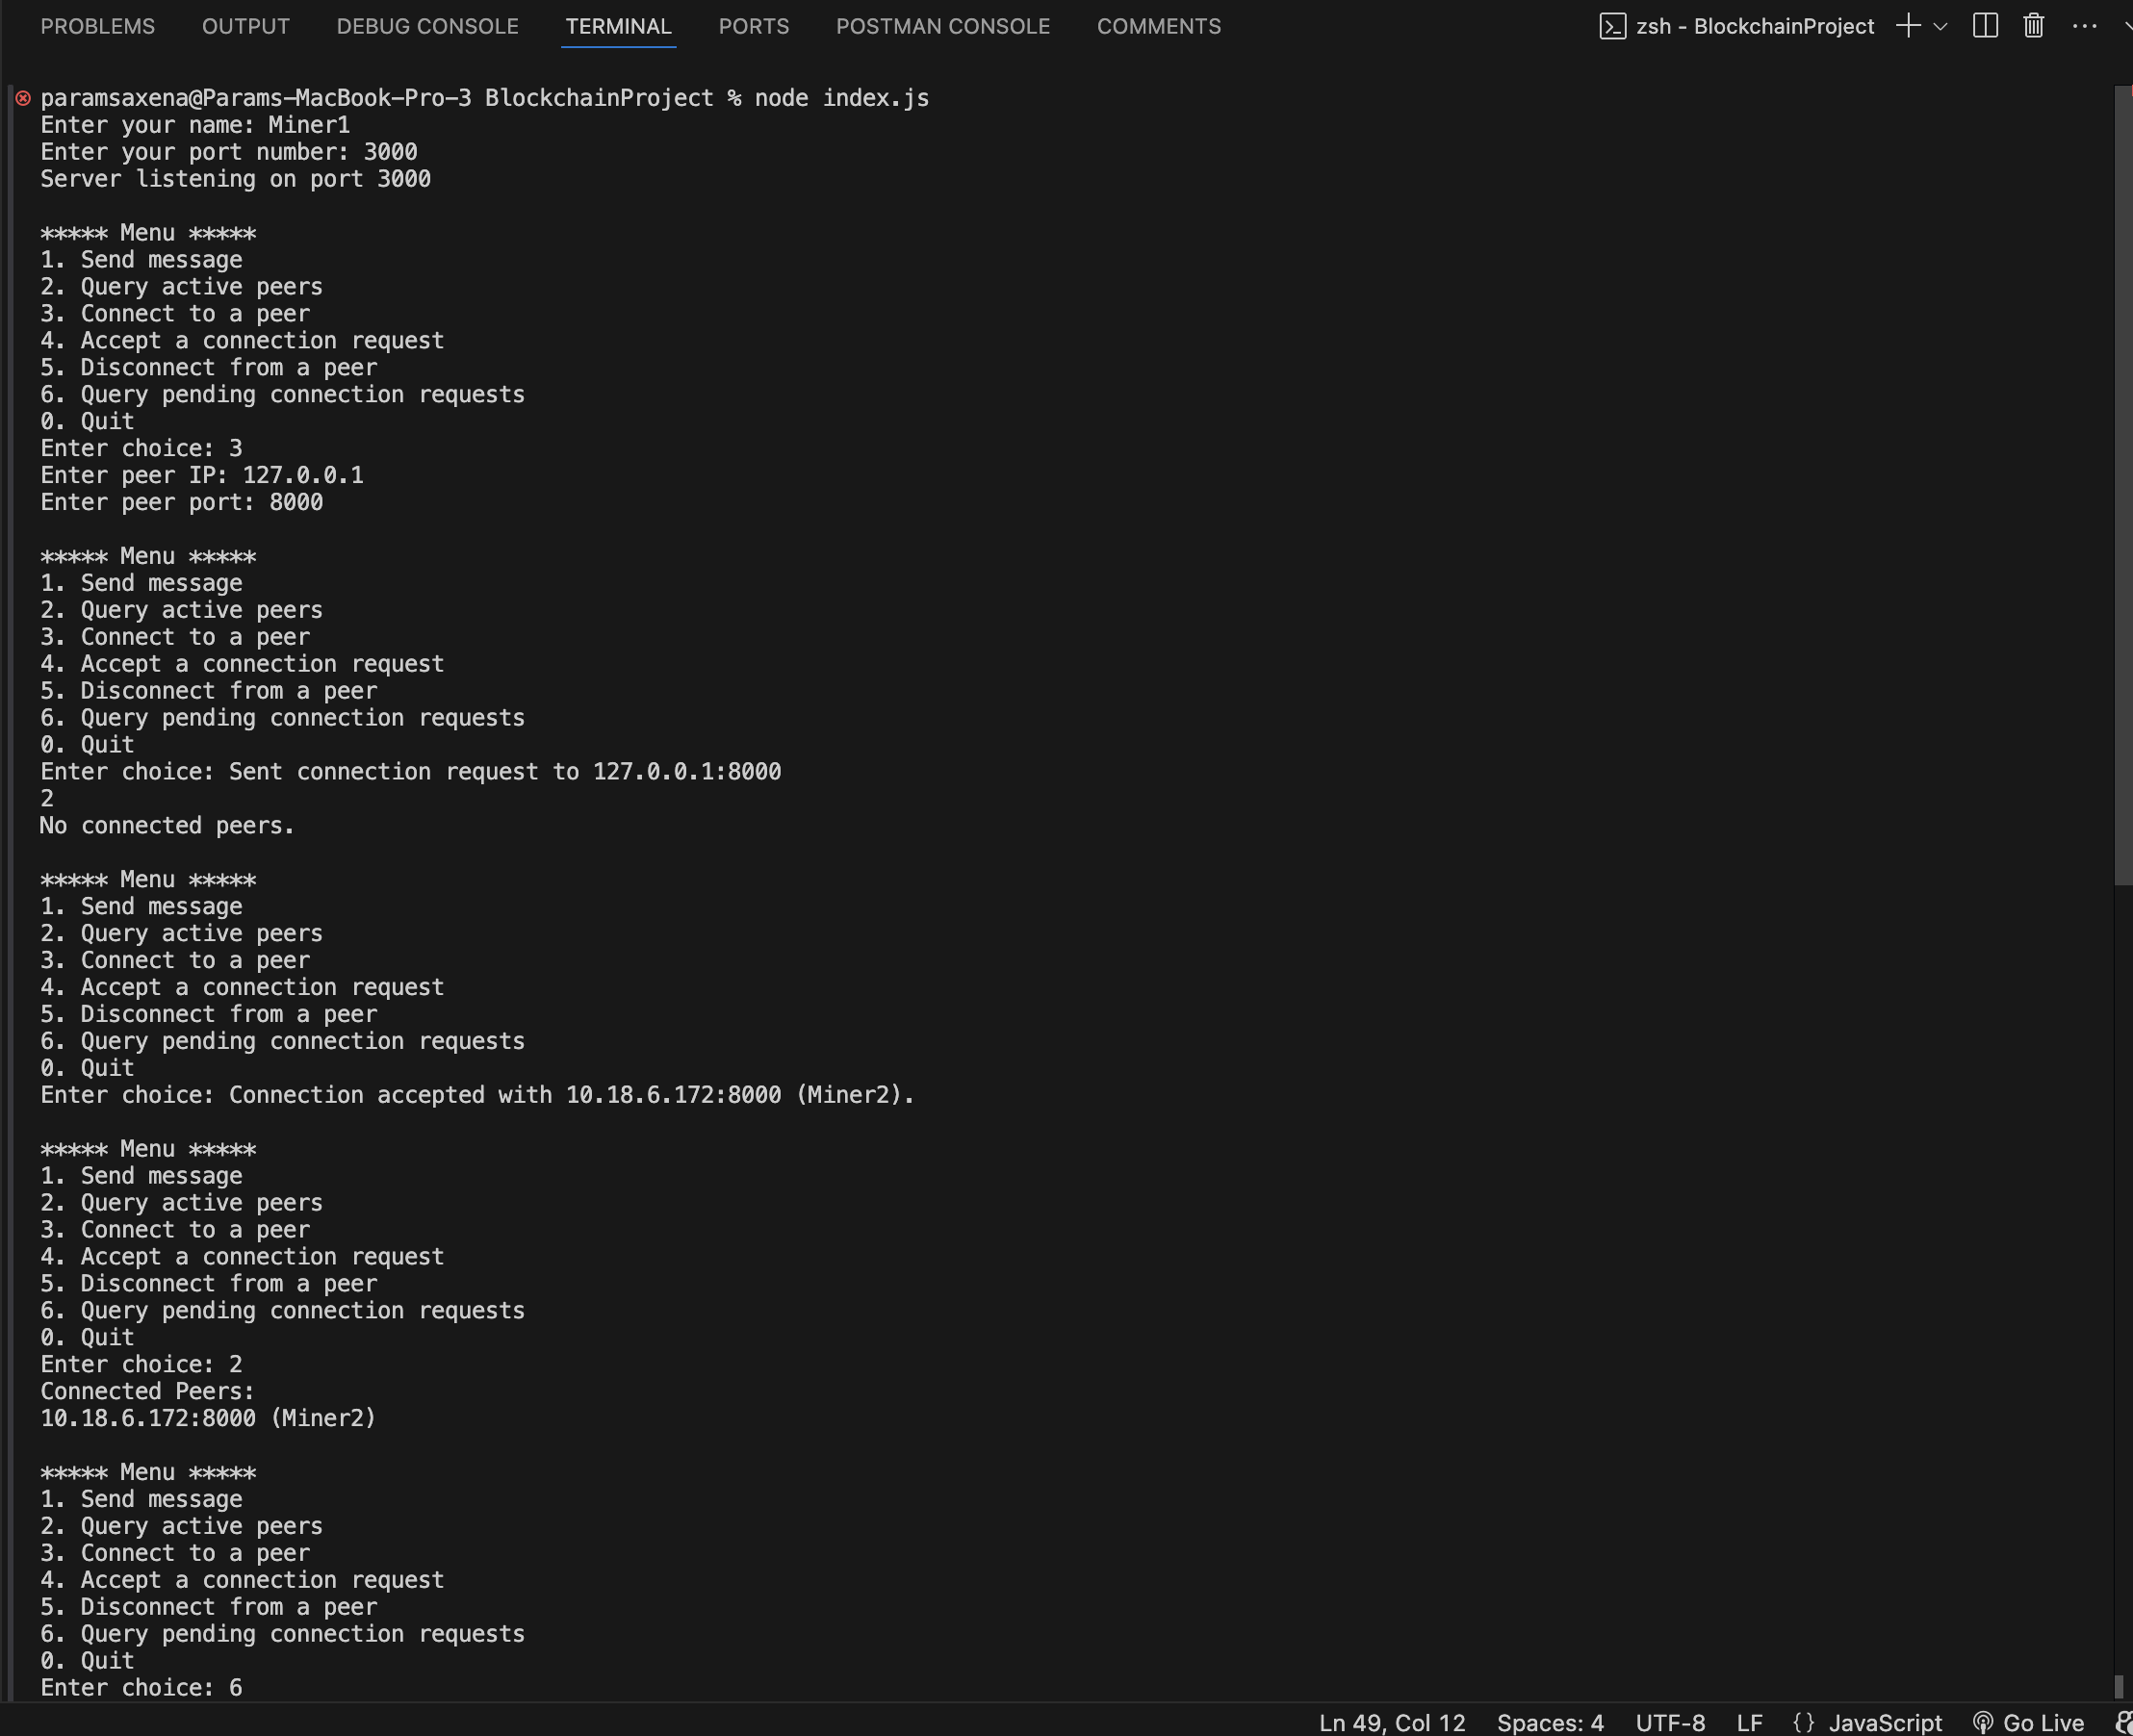 PROBLEMS OUTPUT DEBUG CONSOLE TERMINAL PORTS POSTMAN CONSOLE COMMENTS zsh - BlockchainProject
paramsaxena@Params-MacBook-Pro-3 BlockchainProject % node index.js
Enter your name: Miner1
Enter your port number: 3000
Server listening on port 3000
***** Menu *****
1. Send message
2. Query active peers
3. Connect to a peer
4. Accept a connection request
5. Disconnect from a peer
6. Query pending connection requests
0. Quit
Enter choice: 3
Enter peer IP: 127.0.0.1
Enter peer port: 8000
***** Menu *****
1. Send message
2. Query active peers
3. Connect to a peer
4. Accept a connection request
5. Disconnect from a peer
6. Query pending connection requests
0. Quit
Enter choice: Sent connection request to 127.0.0.1:8000
2
No connected peers.
***** Menu *****
1. Send message
2. Query active peers
3. Connect to a peer
4. Accept a connection request
5. Disconnect from a peer
6. Query pending connection requests
0. Quit
Enter choice: Connection accepted with 10.18.6.172:8000 (Miner2).
***** Menu *****
1. Send message
2. Query active peers
3. Connect to a peer
4. Accept a connection request
5. Disconnect from a peer
6. Query pending connection requests
0. Quit
Enter choice: 2
Connected Peers:
10.18.6.172:8000 (Miner2)
***** Menu *****
1. Send message
2. Query active peers
3. Connect to a peer
4. Accept a connection request
5. Disconnect from a peer
6. Query pending connection requests
0. Quit
Enter choice: 6
Ln 49, Col 12 Spaces: 4 UTF-8 LF {} JavaScript Go Live